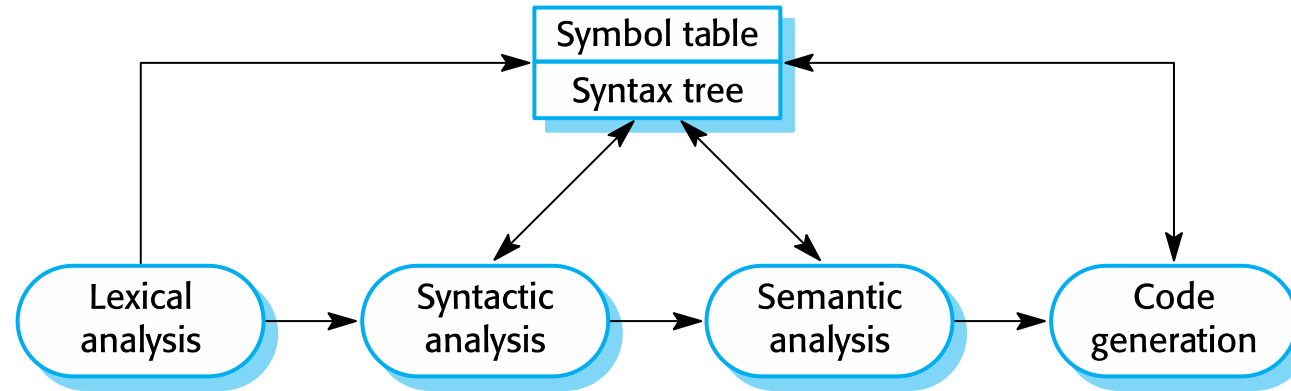 Symbol table
Syntax tree
Lexical
analysis
Syntactic
analysis
Semantic
analysis
Code
generation